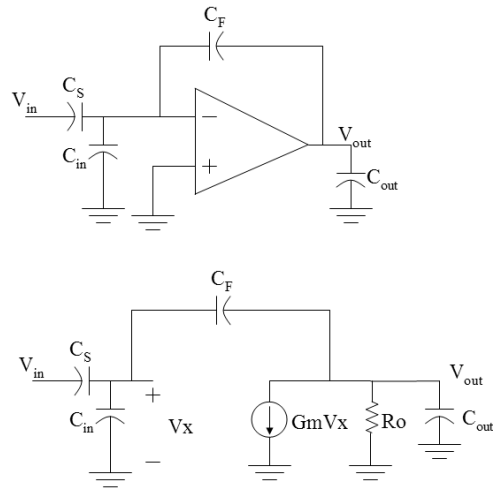 C_F
C_S
V_in
C_in
−
+
V_out
C_out
C_F
C_S
V_in
C_in
+
Vx
−
GmVx
Ro
V_out
C_out